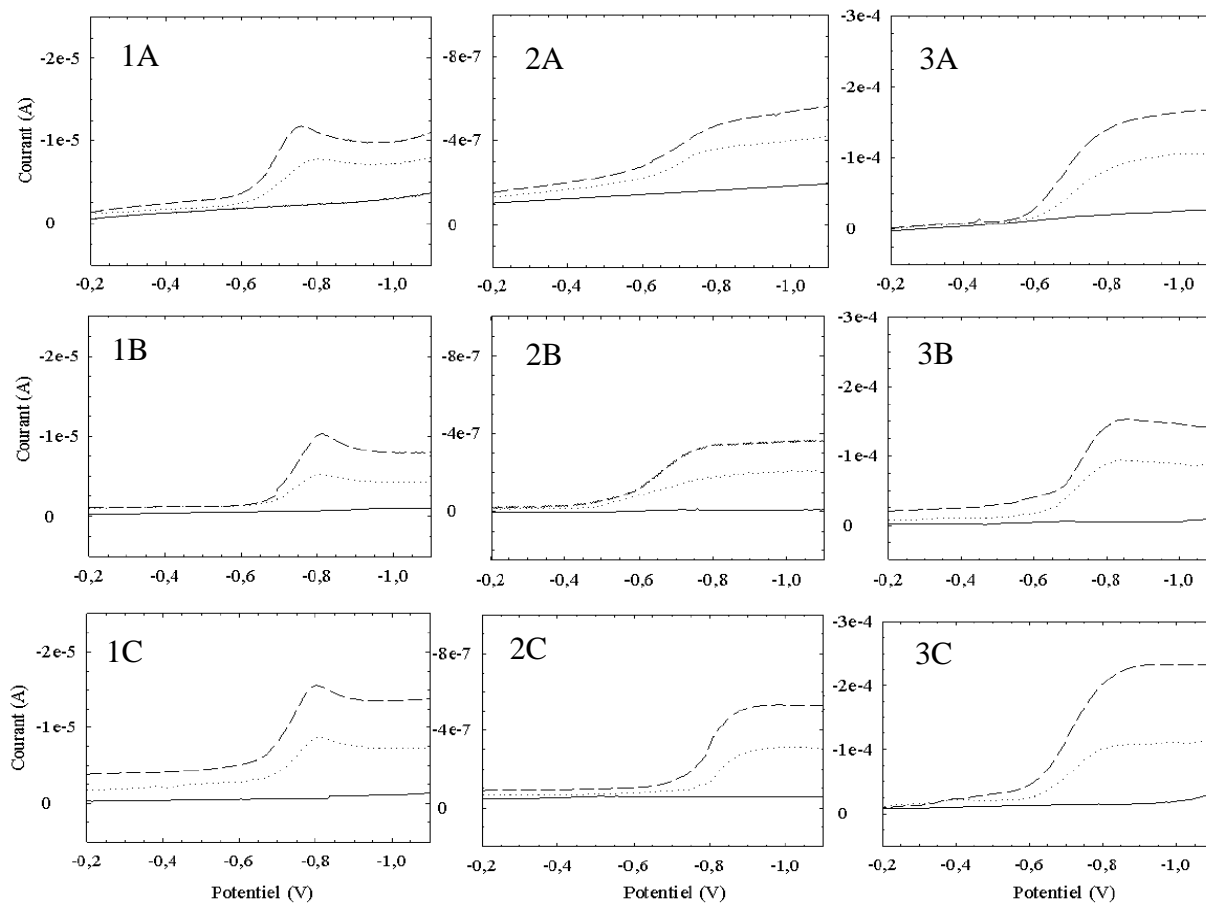 1A
2A
3A
Courant (A)
-2e-5
-1e-5
0
-8e-7
-4e-7
0
-3e-4
-2e-4
-1e-4
0
-0,2 -0,4 -0,6 -0,8 -1,0
-0,2 -0,4 -0,6 -0,8 -1,0
-0,2 -0,4 -0,6 -0,8 -1,0
1B
2B
3B
Courant (A)
-2e-5
-1e-5
0
-8e-7
-4e-7
0
-3e-4
-2e-4
-1e-4
0
-0,2 -0,4 -0,6 -0,8 -1,0
-0,2 -0,4 -0,6 -0,8 -1,0
-0,2 -0,4 -0,6 -0,8 -1,0
1C
2C
3C
Courant (A)
-2e-5
-1e-5
0
-8e-7
-4e-7
0
-3e-4
-2e-4
-1e-4
0
-0,2 -0,4 -0,6 -0,8 -1,0
-0,2 -0,4 -0,6 -0,8 -1,0
-0,2 -0,4 -0,6 -0,8 -1,0
Potentiel (V)
Potentiel (V)
Potentiel (V)